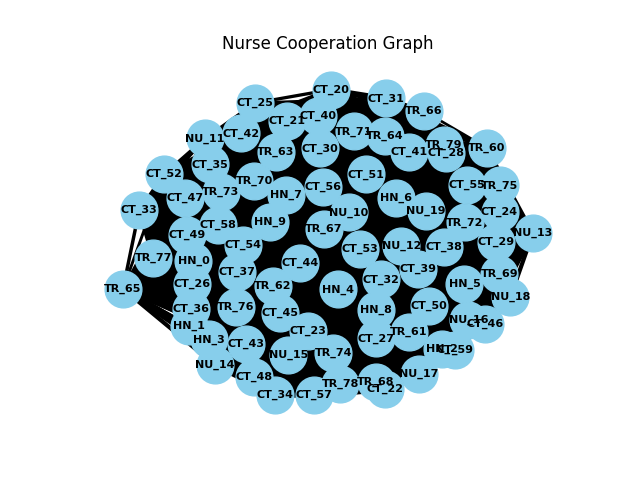 Nurse Cooperation Graph
CT_20
CT_31
CT_25
TR_66
CT_40
CT_21
TR_71
CT_42
TR_64
NU_11
TR_79
TR_60
CT_30
TR_63
CT_41
CT_28
CT_35
CT_52
CT_51
TR_70
CT_55
TR_75
CT_56
TR_73
HN_7
HN_6
CT_47
CT_33
NU_10
NU_19
CT_24
HN_9
TR_72
CT_58
TR_67
NU_13
CT_49
CT_29
CT_54
NU_12
CT_38
CT_53
TR_77
HN_0
CT_44
CT_39
CT_37
TR_69
CT_32
CT_26
TR_62
HN_5
TR_65
HN_4
NU_18
CT_50
TR_76
CT_36
HN_8
CT_45
NU_16
CT_46
HN_1
CT_23
TR_61
HN_3
CT_27
CT_43
HN_2
CT_59
TR_74
NU_15
NU_14
NU_17
CT_48
TR_68
TR_78
CT_22
CT_34
CT_57